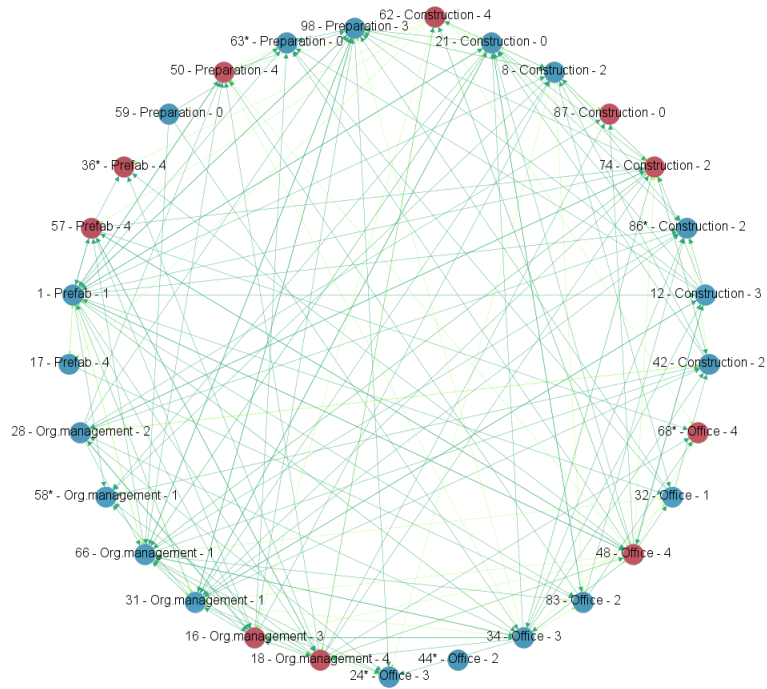 62 - Construction - 4
98 - Preparation - 3
63* - Preparation - 0
21 - Construction - 0
50 - Preparation - 4
8 - Construction - 2
59 - Preparation - 0
87 - Construction - 0
36* - Prefab - 4
74 - Construction - 2
57 - Prefab - 4
86* - Construction - 2
1 - Prefab - 1
12 - Construction - 3
17 - Prefab - 4
42 - Construction - 2
28 - Org.management - 2
68* - Office - 4
58* - Org.management - 1
32 - Office - 1
66 - Org.management - 1
48 - Office - 4
31 - Org.management - 1
83 - Office - 2
16 - Org.management - 3
34 - Office - 3
18 - Org.management - 4
44* - Office - 2
24* - Office - 3